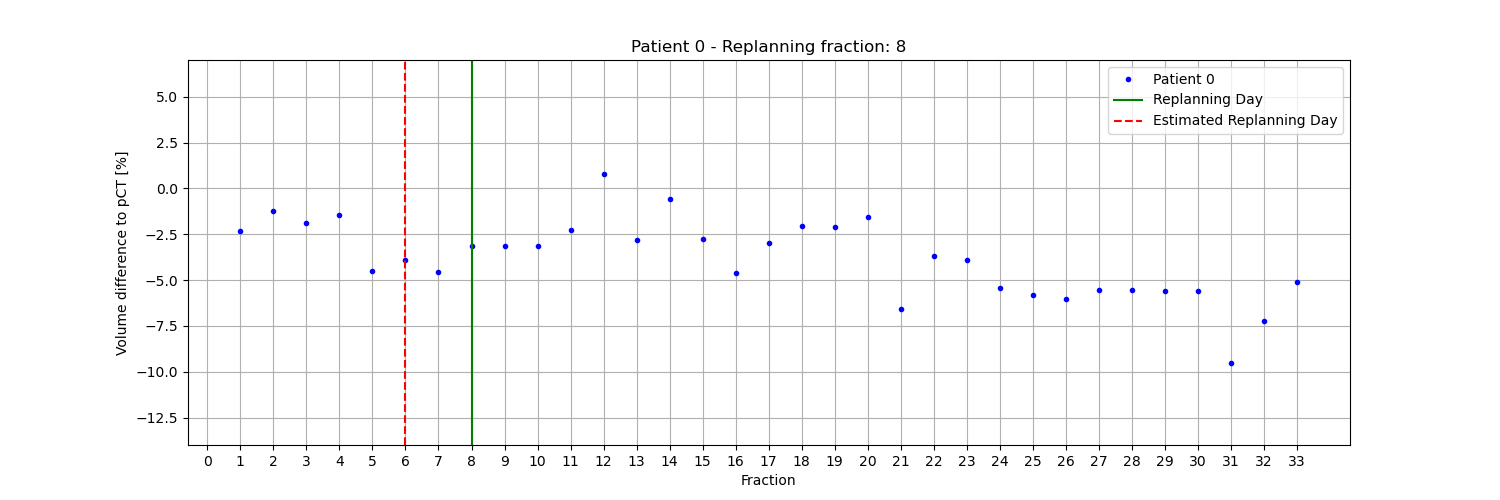 Patient 0 - Replanning fraction: 8
Patient 0
Replanning Day
Estimated Replanning Day
Volume difference to pCT [%]
5.0
2.5
0.0
−2.5
−5.0
−7.5
−10.0
−12.5
0 1 2 3 4 5 6 7 8 9 10 11 12 13 14 15 16 17 18 19 20 21 22 23 24 25 26 27 28 29 30 31 32 33
Fraction